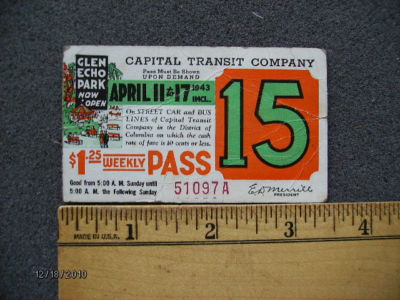 GLEN
ECHO
PARK
NOW
OPEN
CAPITAL TRANSIT COMPANY
Pass Must Be Shown
UPON DEMAND
APRIL 11 to 17 1943
INCL.
On STREET CAR and BUS
LINES of Capital Transit
Company in the District of
Columbia on which the cash
rate of fare is 10 cents or less.
$1.25 WEEKLY PASS
15
Good from 5:00 A. M. Sunday until
5:00 A. M. the following Sunday
51097A
E.D. Merrill
PRESIDENT
1 2 3 4
MADE IN U.S.A.
12/18/2010